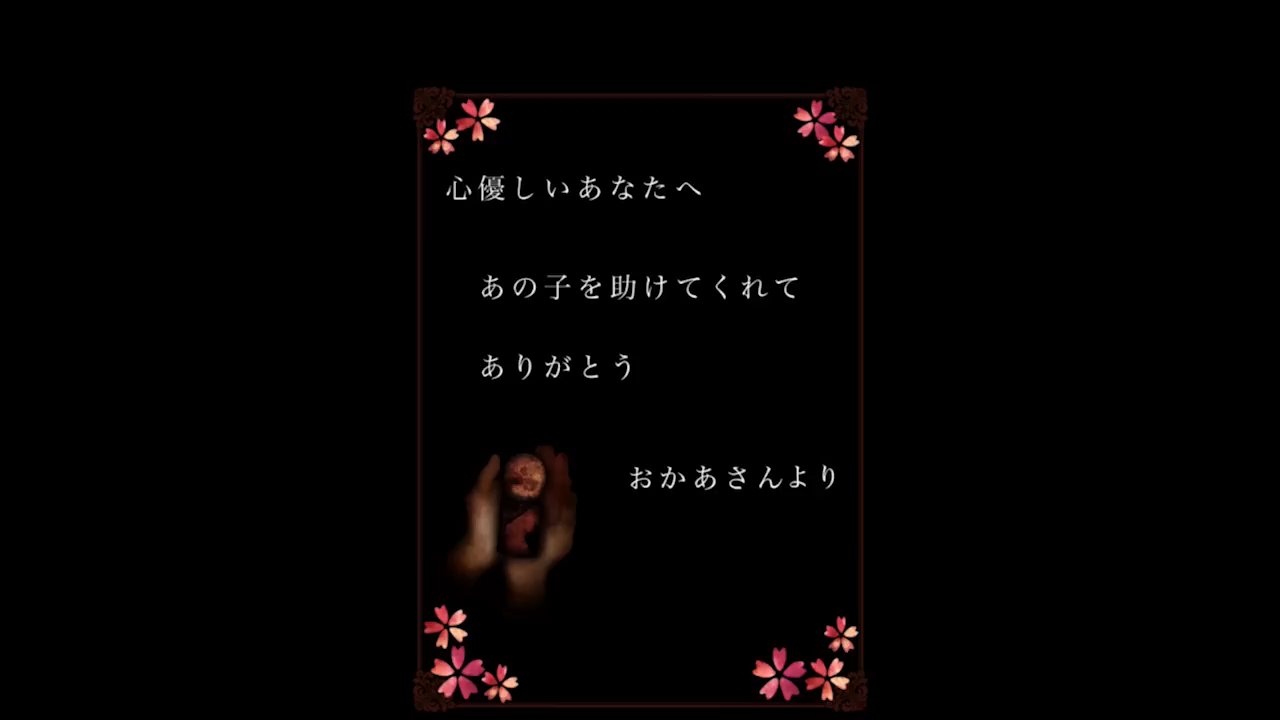 心優しいあなたへ
あの子を助けてくれて
ありがとう
おかあさんより